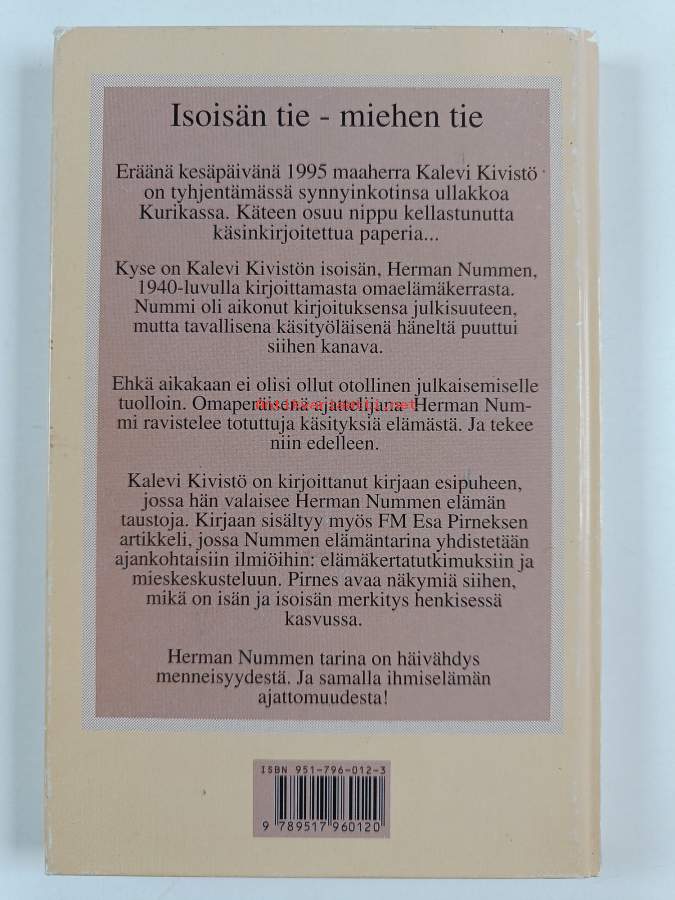 Isoisän tie - miehen tie
Eräänä kesäpäivänä 1995 maaherra Kalevi Kivistö
on tyhjentämässä synnyinkotinsa ullakkoa
Kurikassa. Käteen osuu nippu kellastunutta
käsinkirjoitettua paperia...
Kyse on Kalevi Kivistön isoisän, Herman Nummen,
1940-luvulla kirjoittamasta omaelämäkerrasta.
Nummi oli aikonut kirjoituksensa julkisuuteen,
mutta tavallisena käsityöläisenä häneltä puuttui
siihen kanava.
Ehkä aikakaan ei olisi ollut otollinen julkaisemiselle
tuolloin. Omaperäisenä ajattelijana Herman Num-
mi ravistelee totuttuja käsityksiä elämästä. Ja tekee
niin edelleen.
Kalevi Kivistö on kirjoittanut kirjaan esipuheen,
jossa hän valaisee Herman Nummen elämän
taustoja. Kirjaan sisältyy myös FM Esa Pirneksen
artikkeli, jossa Nummen elämäntarina yhdistetään
ajankohtaisiin ilmiöihin: elämäkertatutkimuksiin ja
mieskeskusteluun. Pirnes avaa näkymiä siihen,
mikä on isän ja isoisän merkitys henkisessä
kasvussa.
Herman Nummen tarina on häivähdys
menneisyydestä. Ja samalla ihmiselämän
ajattomuudesta!
ISBN 951-796-012-3
9 789517 960120